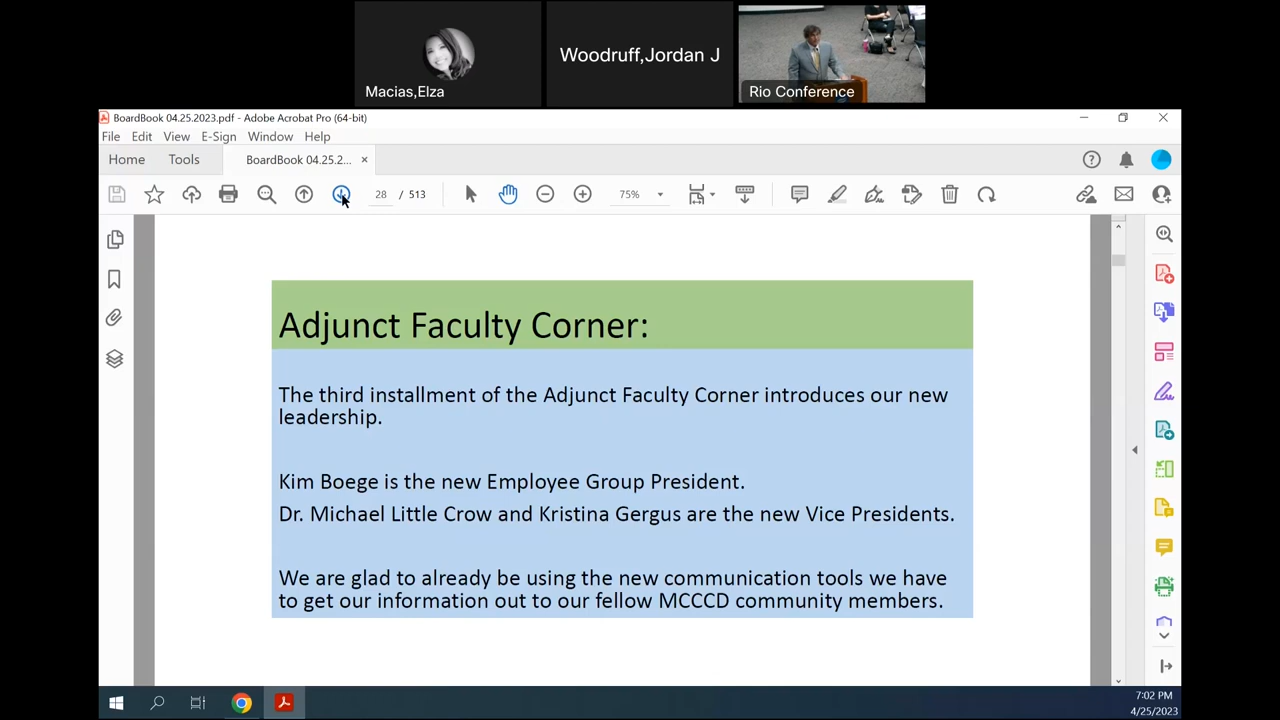 Macias,Elza
Woodruff,Jordan J
Rio Conference
BoardBook 04.25.2023.pdf - Adobe Acrobat Pro (64-bit)
File Edit View E-Sign Window Help
Home Tools BoardBook 04.25.2... ×
28 / 513 75%
Adjunct Faculty Corner:
The third installment of the Adjunct Faculty Corner introduces our new
leadership.
Kim Boege is the new Employee Group President.
Dr. Michael Little Crow and Kristina Gergus are the new Vice Presidents.
We are glad to already be using the new communication tools we have
to get our information out to our fellow MCCCD community members.
7:02 PM
4/25/2023